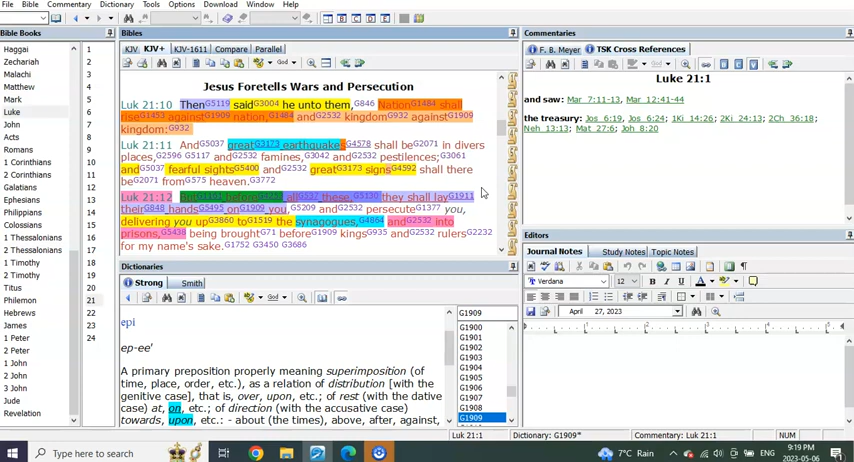 File Bible Commentary Dictionary Tools Options Download Window Help
B C D E
Bible Books
Haggai
Zechariah
Malachi
Matthew
Mark
Luke
John
Acts
Romans
1 Corinthians
2 Corinthians
Galatians
Ephesians
Philippians
Colossians
1 Thessalonians
2 Thessalonians
1 Timothy
2 Timothy
Titus
Philemon
Hebrews
James
1 Peter
2 Peter
1 John
2 John
3 John
Jude
Revelation
1
2
3
4
5
6
7
8
9
10
11
12
13
14
15
16
17
18
19
20
21
22
23
24
Bibles
KJV KJV+ KJV-1611 Compare Parallel
God
Jesus Foretells Wars and Persecution
Luk 21:10 Then G5119 said G3004 he unto them, G846 Nation G1484 shall
rise G1453 against G1909 nation, G1484 and G2532 kingdom G932 against G1909
kingdom: G932
Luk 21:11 And G5037 great G3173 earthquakes G4578 shall be G2071 in divers
places, G2596 G5117 and G2532 famines, G3042 and G2532 pestilences; G3061
and G5037 fearful sights G5400 and G2532 great G3173 signs G4592 shall there
be G2071 from G575 heaven. G3772
Luk 21:12 But G1161 before G4253 all G537 these, G5130 they shall lay G1911
their G848 hands G5495 on G1909 you, G5209 and G2532 persecute G1377 you,
delivering you up G3860 to G1519 the synagogues, G4864 and G2532 into
prisons, G5438 being brought G71 before G1909 kings G935 and G2532 rulers G2232
for my name's sake. G1752 G3450 G3686
Dictionaries
Strong Smith
God
epi
ep-ee'
A primary preposition properly meaning superimposition (of
time, place, order, etc.), as a relation of distribution [with the
genitive case], that is, over, upon, etc.; of rest (with the dative
case) at, on, etc.; of direction (with the accusative case)
towards, upon, etc.: - about (the times), above, after, against,
G1909
G1900
G1901
G1902
G1903
G1904
G1905
G1906
G1907
G1908
G1909
Commentaries
F. B. Meyer TSK Cross References
Luke 21:1
and saw: Mar 7:11-13, Mar 12:41-44
the treasury: Jos 6:19, Jos 6:24, 1Ki 14:26, 2Ki 24:13, 2Ch 36:18;
Neh 13:13; Mat 27:6; Joh 8:20
Editors
Journal Notes Study Notes Topic Notes
Verdana 12 B I U A
April 27, 2023
1 2 3 4 5
Luk 21:1 Dictionary: G1909* Commentary: Luk 21:1 NUM
Type here to search 7°C Rain ENG 9:19 PM
2023-05-06